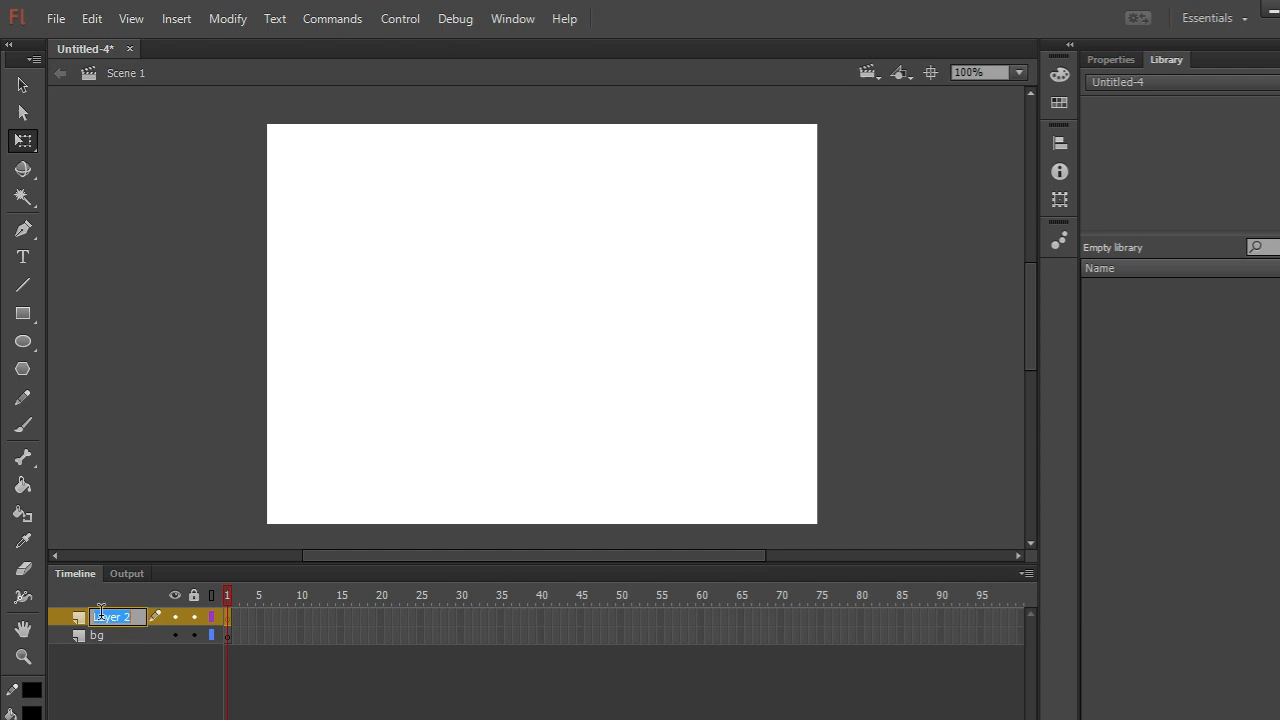 Fl File Edit View Insert Modify Text Commands Control Debug Window Help Essentials
Untitled-4* ×
Properties Library
Scene 1 100%
Untitled-4
T
Empty library
Name
Timeline Output
1 5 10 15 20 25 30 35 40 45 50 55 60 65 70 75 80 85 90 95
Layer 2
bg